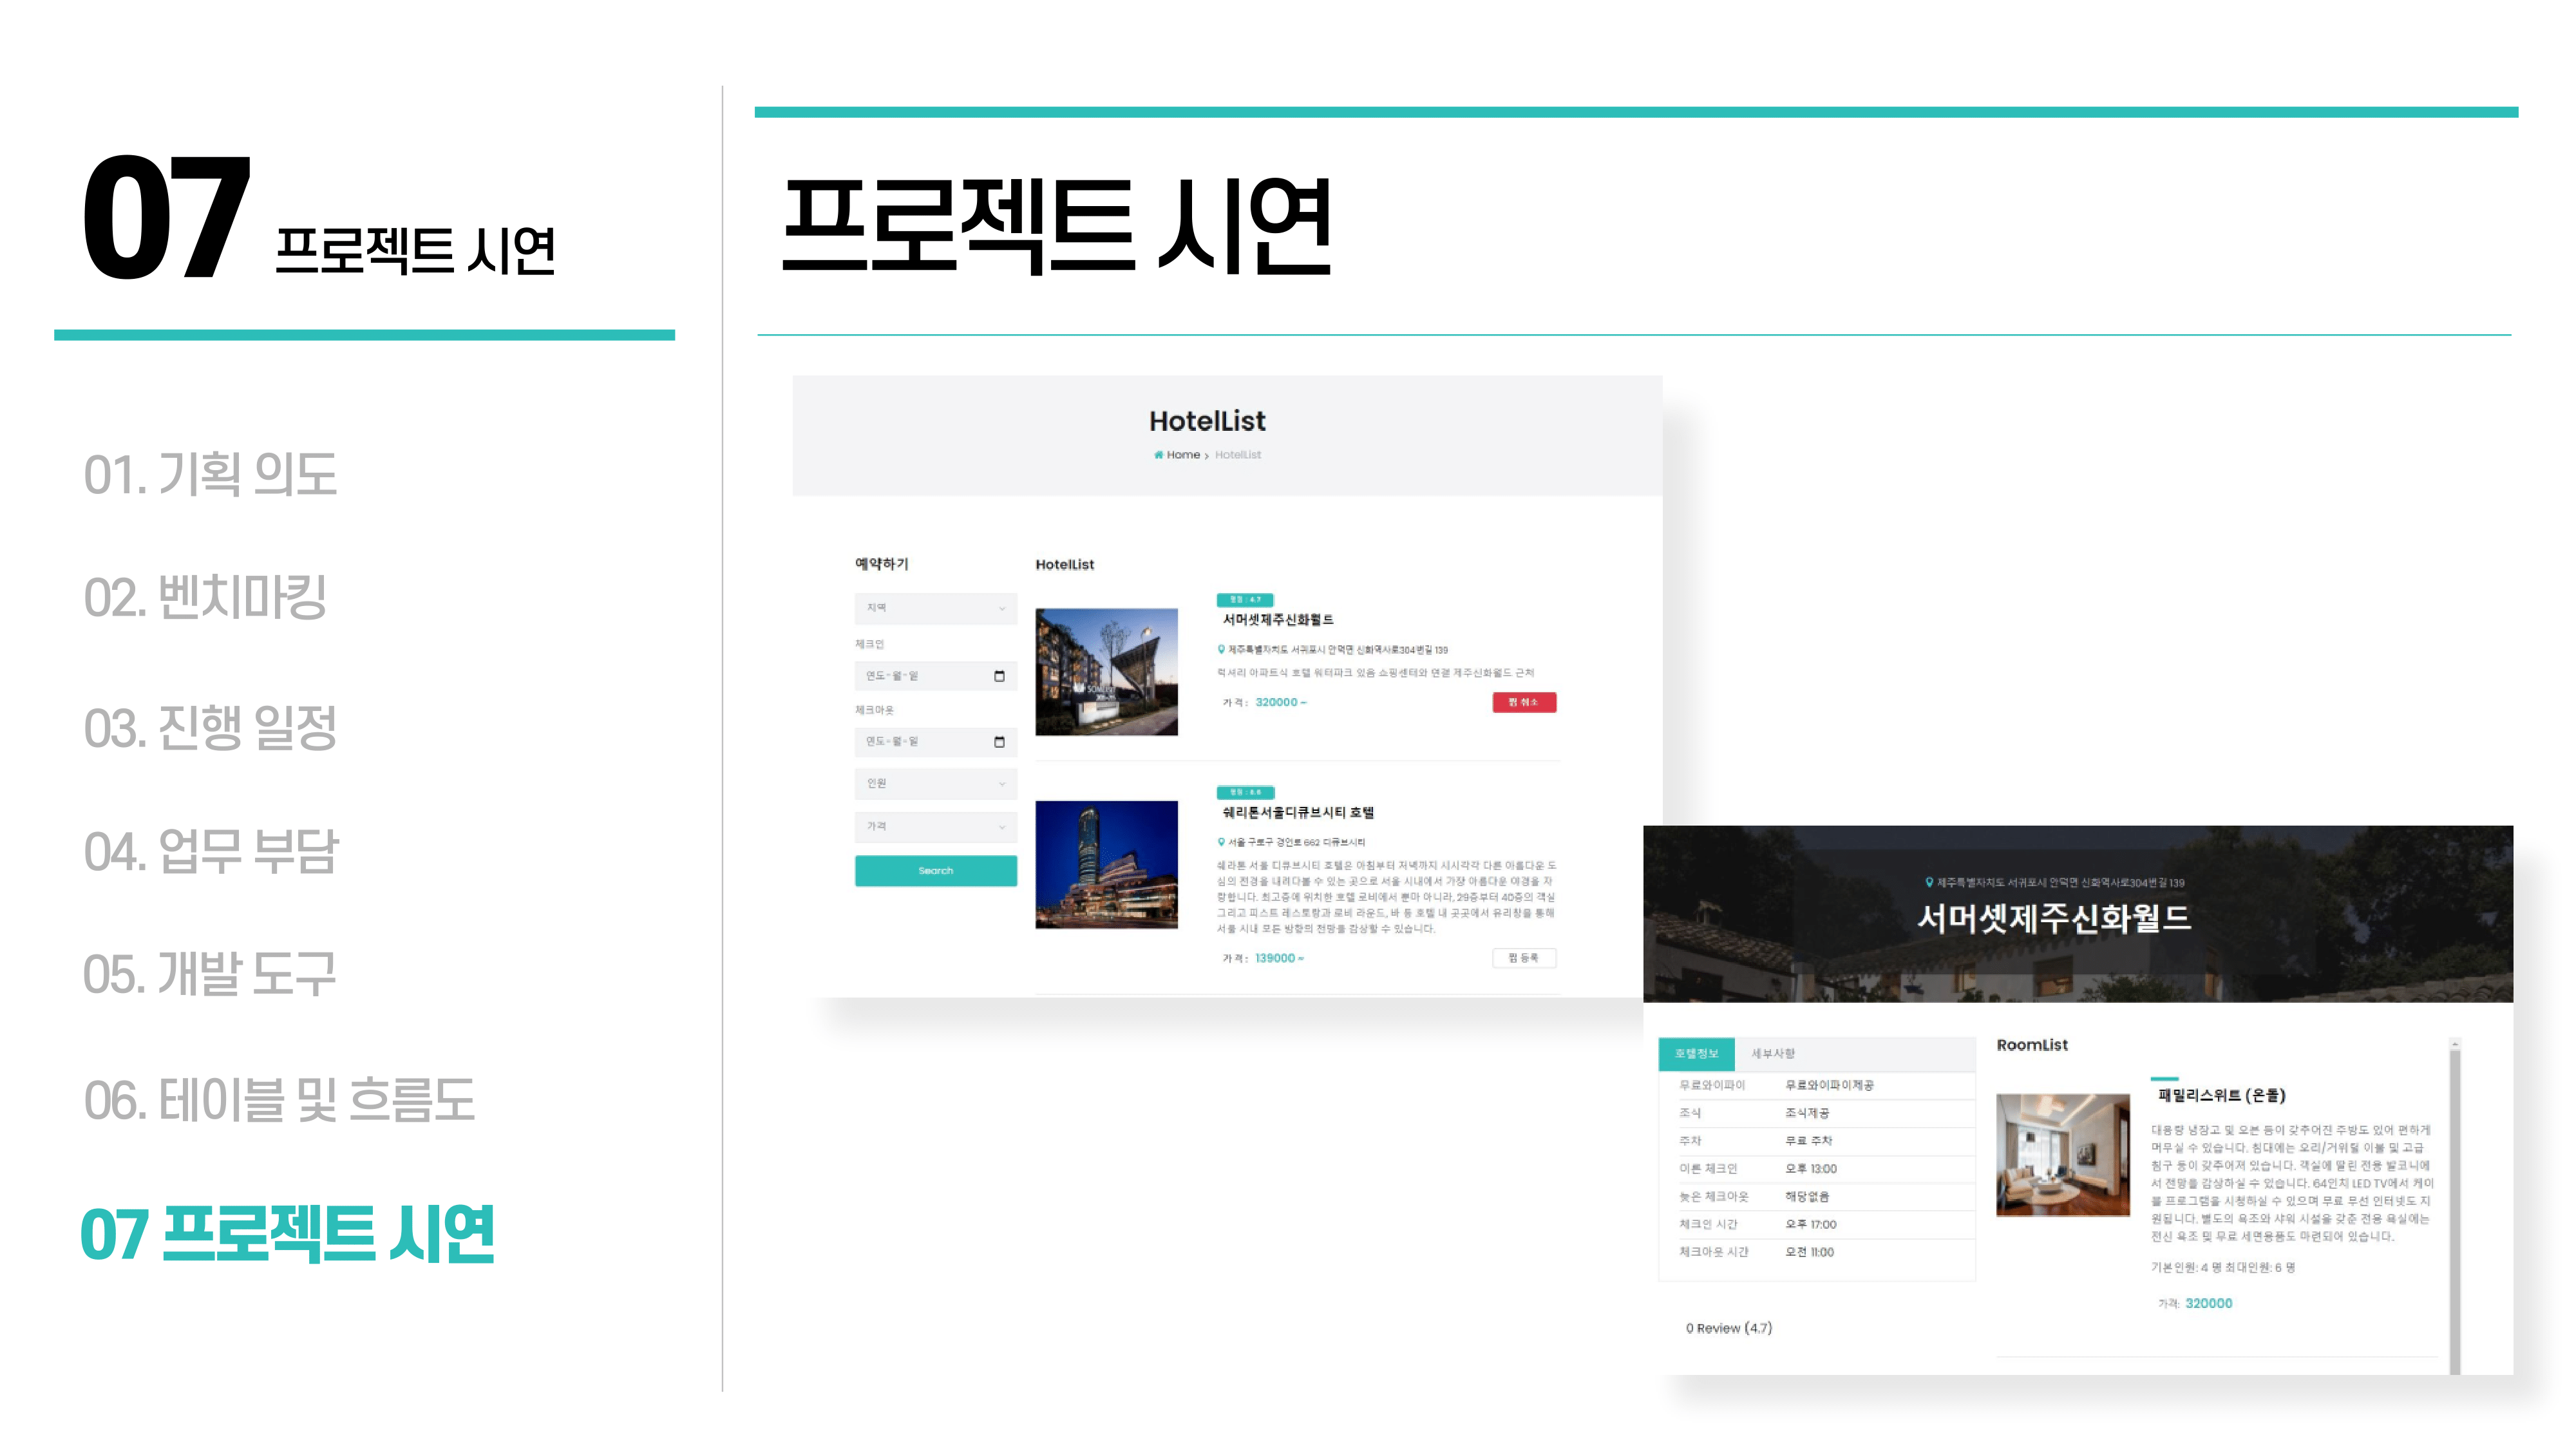 07 프로젝트 시연
01. 기획 의도
02. 벤치마킹
03. 진행 일정
04. 업무 부담
05. 개발 도구
06. 테이블 및 흐름도
07 프로젝트 시연
프로젝트 시연
HotelList
Home > HotelList
예약하기
지역
체크인
연도-월-일
체크아웃
연도-월-일
인원
가격
Search
HotelList
평점 : 4.7
서머셋제주신화월드
제주특별자치도 서귀포시 안덕면 신화역사로304번길 139
럭셔리 아파트식 호텔 워터파크 있음 쇼핑센터와 연결 제주신화월드 근처
가격 : 320000 ~
찜 취소
쉐리톤서울디큐브시티 호텔
서울 구로구 경인로 662 디큐브시티
쉐라톤 서울 디큐브시티 호텔은 아침부터 저녁까지 시시각각 다른 아름다운 도
심의 전경을 내려다볼 수 있는 곳으로 서울 시내에서 가장 아름다운 야경을 자
랑합니다. 최고층에 위치한 호텔 로비에서 뿐마 아니라, 29층부터 40층의 객실
그리고 피스트 레스토랑과 로비 라운드, 바 등 호텔 내 곳곳에서 유리창을 통해
서울 시내 모든 방향의 전망을 감상할 수 있습니다.
가격 : 139000 ~
찜 등록
제주특별자치도 서귀포시 안덕면 신화역사로304번길 139
서머셋제주신화월드
호텔정보 세부사항
무료와이파이 무료와이파이제공
조식 조식제공
주차 무료 주차
이른 체크인 오후 13:00
늦은 체크아웃 해당없음
체크인 시간 오후 17:00
체크아웃 시간 오전 11:00
0 Review (4.7)
RoomList
패밀리스위트 (온돌)
대용량 냉장고 및 오븐 등이 갖추어진 주방도 있어 편하게
머무실 수 있습니다. 침대에는 오리/거위털 이불 및 고급
침구 등이 갖추어져 있습니다. 객실에 딸린 전용 발코니에
서 전망을 감상하실 수 있습니다. 64인치 LED TV에서 케이
블 프로그램을 시청하실 수 있으며 무료 무선 인터넷도 지
원됩니다. 별도의 욕조와 샤워 시설을 갖춘 전용 욕실에는
전신 욕조 및 무료 세면용품도 마련되어 있습니다.
기본인원: 4 명 최대인원: 6 명
가격: 320000